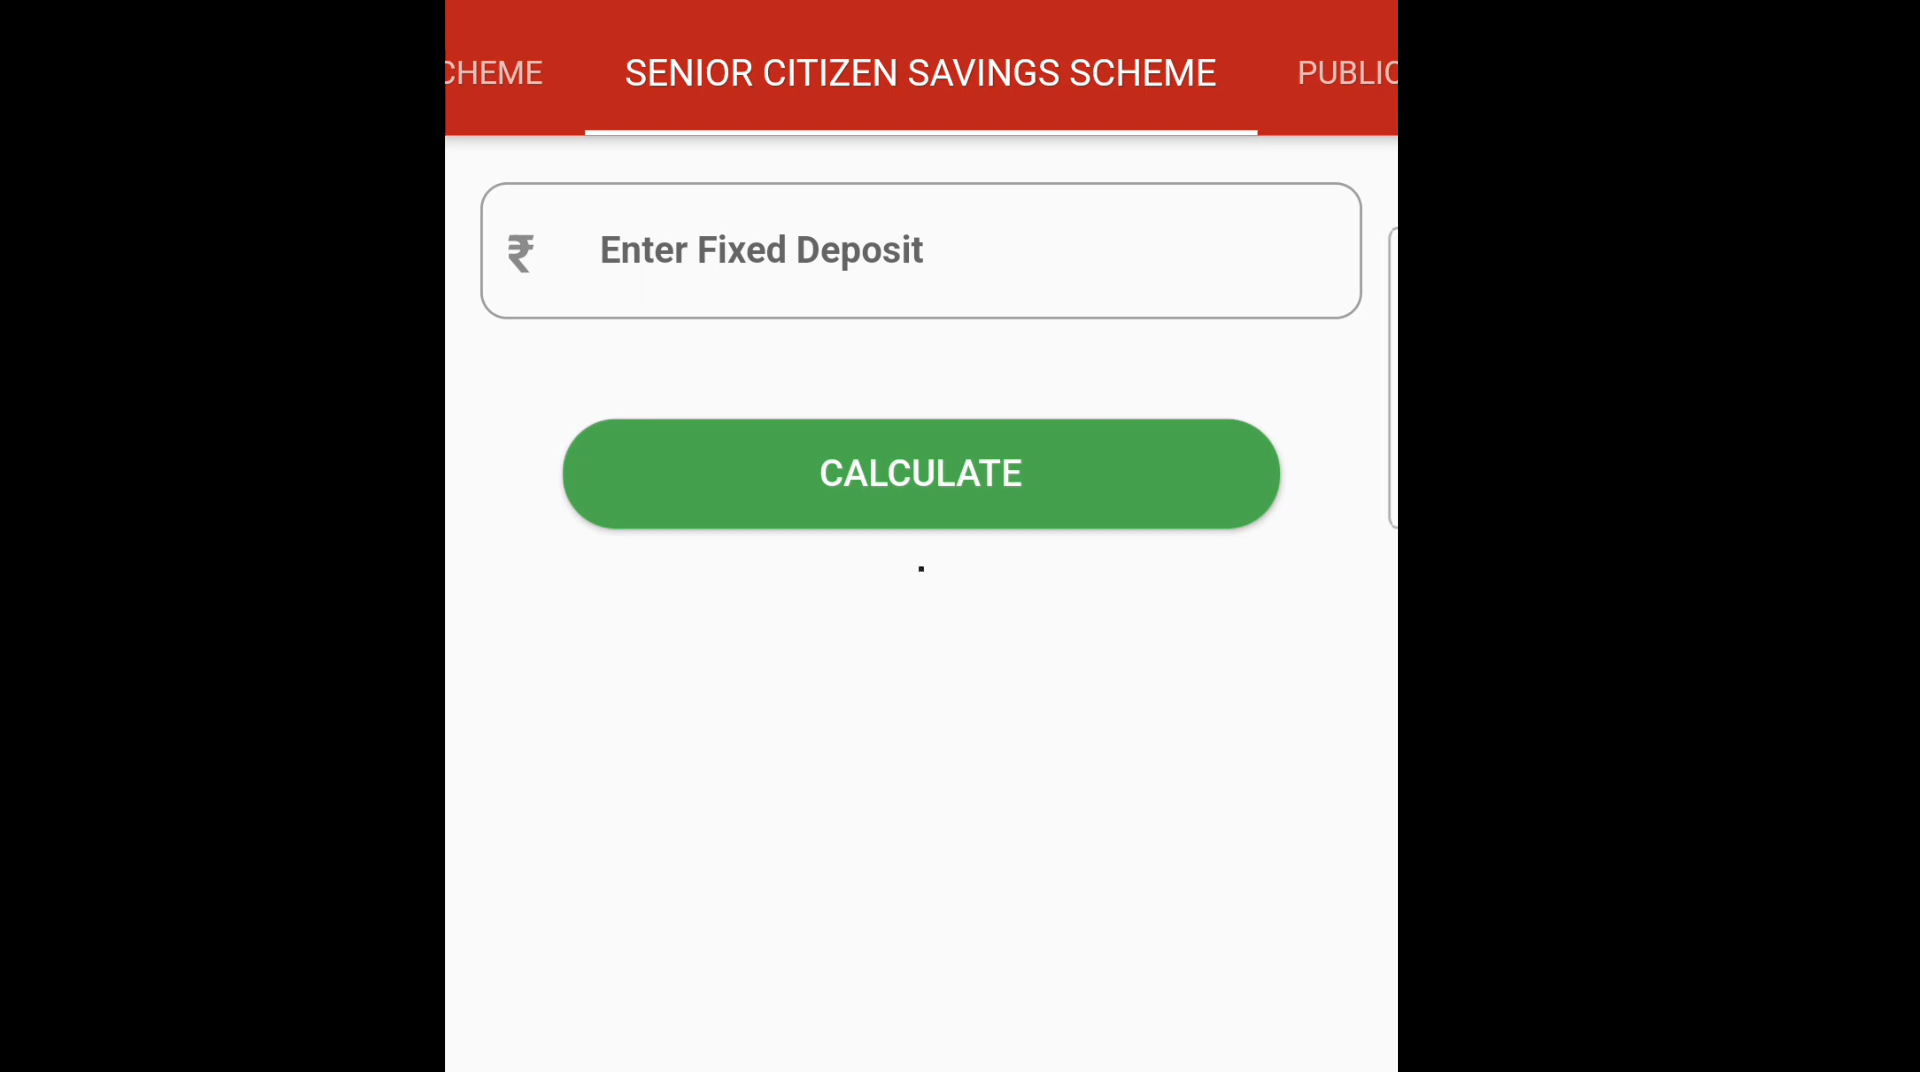 CHEME SENIOR CITIZEN SAVINGS SCHEME PUBLIC
₹ Enter Fixed Deposit
CALCULATE
.